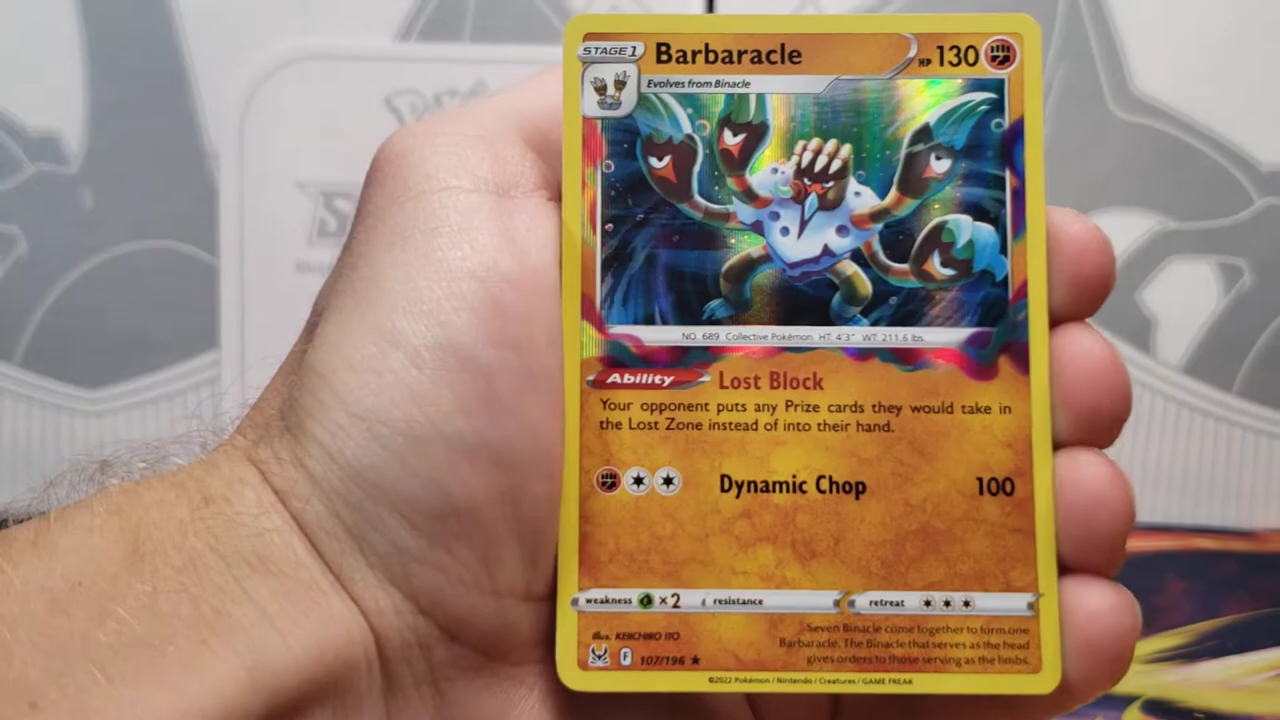 STAGE1
Barbaracle
HP 130
Evolves from Binacle
NO. 689 Collective Pokémon HT: 4'3" WT: 211.6 lbs.
Ability Lost Block
Your opponent puts any Prize cards they would take in
the Lost Zone instead of into their hand.
Dynamic Chop 100
weakness ×2 resistance retreat
Illus. KEIICHIRO ITO
Seven Binacle come together to form one
Barbaracle. The Binacle that serves as the head
gives orders to those serving as the limbs.
F 107/196 ★
©2022 Pokémon / Nintendo / Creatures / GAME FREAK